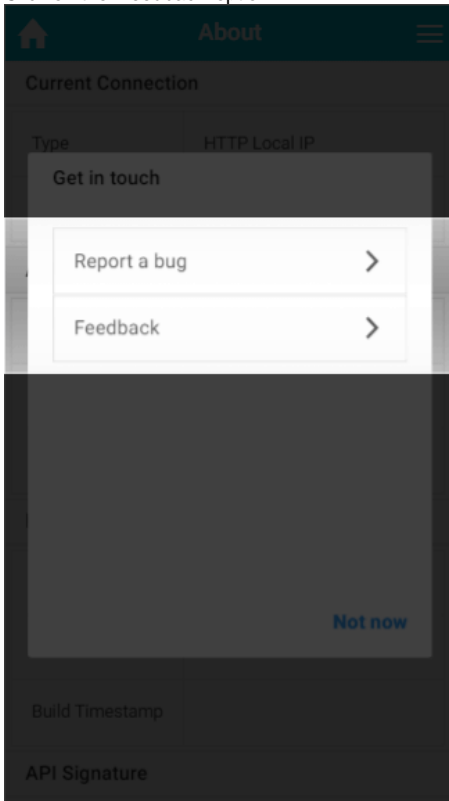 About
Current Connection
Type HTTP Local IP
Get in touch
Report a bug
Feedback
Not now
Build Timestamp
API Signature